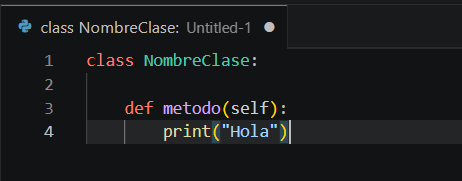 class NombreClase: Untitled-1
1 class NombreClase:
2
3 def metodo(self):
4 print("Hola")